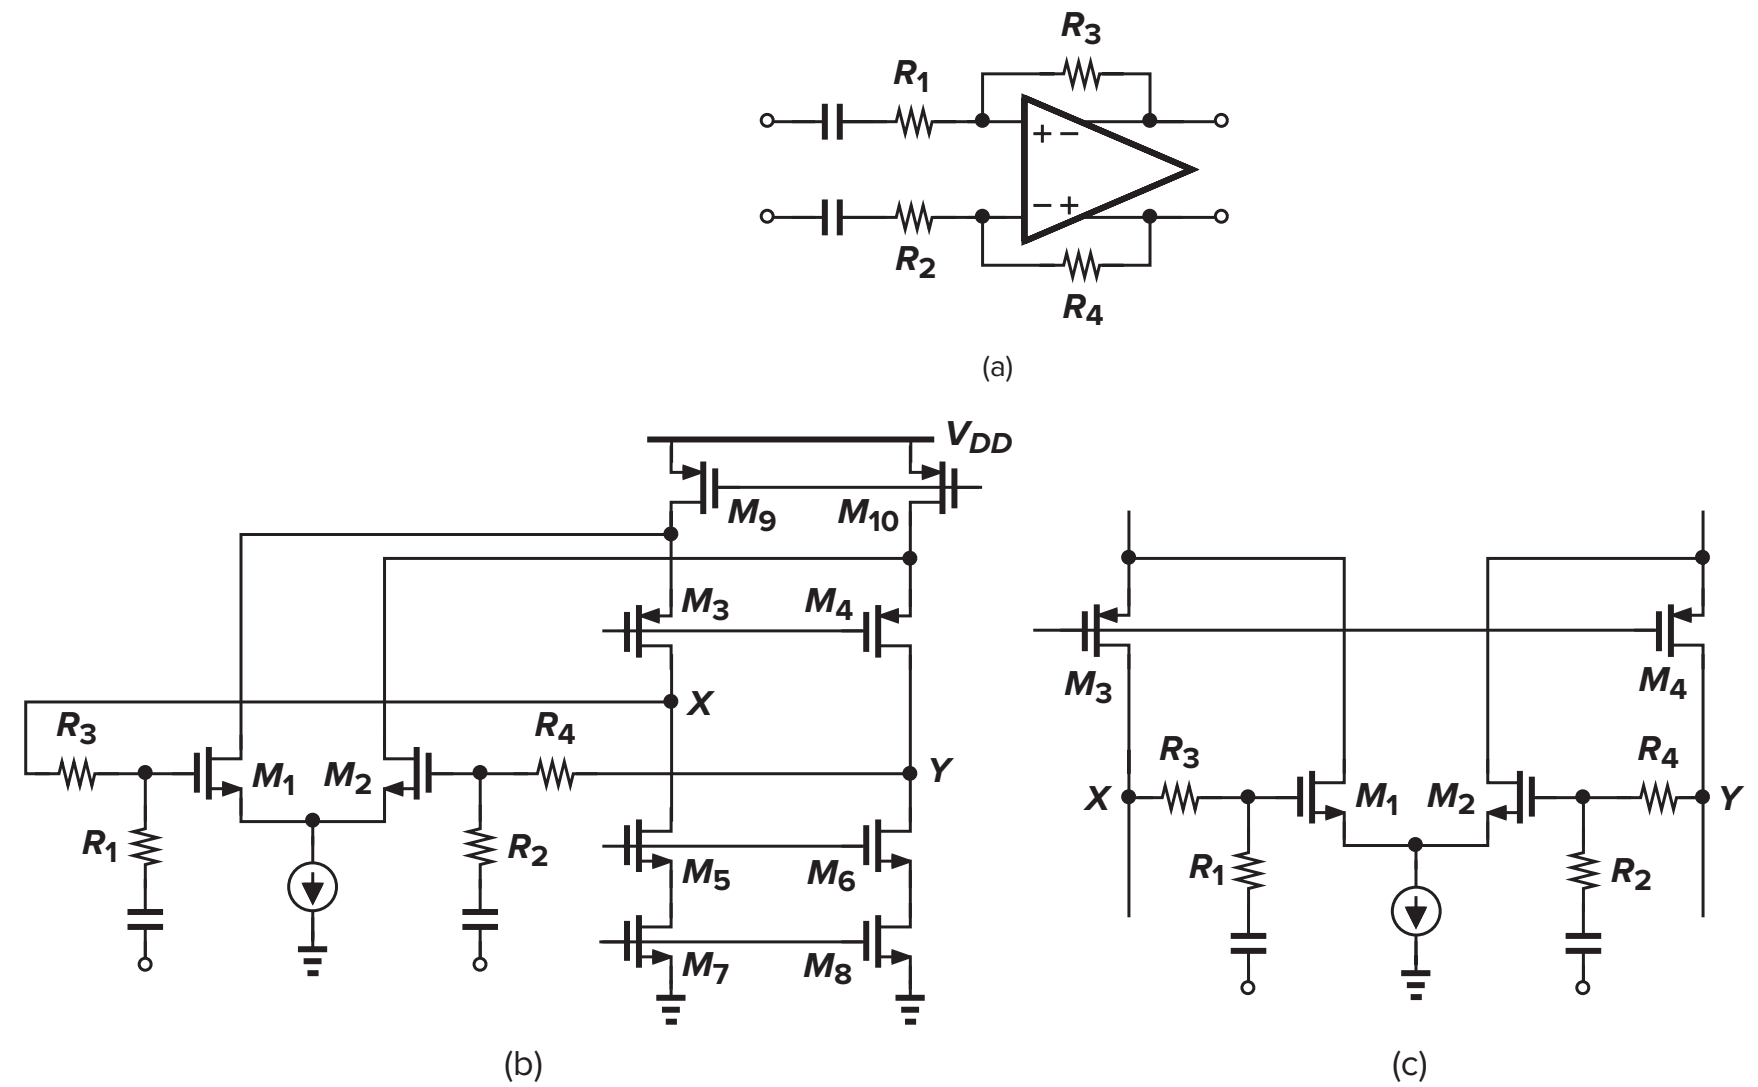 R3
R1
+ −
− +
R2
R4
(a)
VDD
M9 M10
M3 M4
X
R3 R4
M1 M2
Y
R1 R2
M5 M6
M7 M8
(b)
M3 M4
R3 R4
X M1 M2 Y
R1 R2
(c)